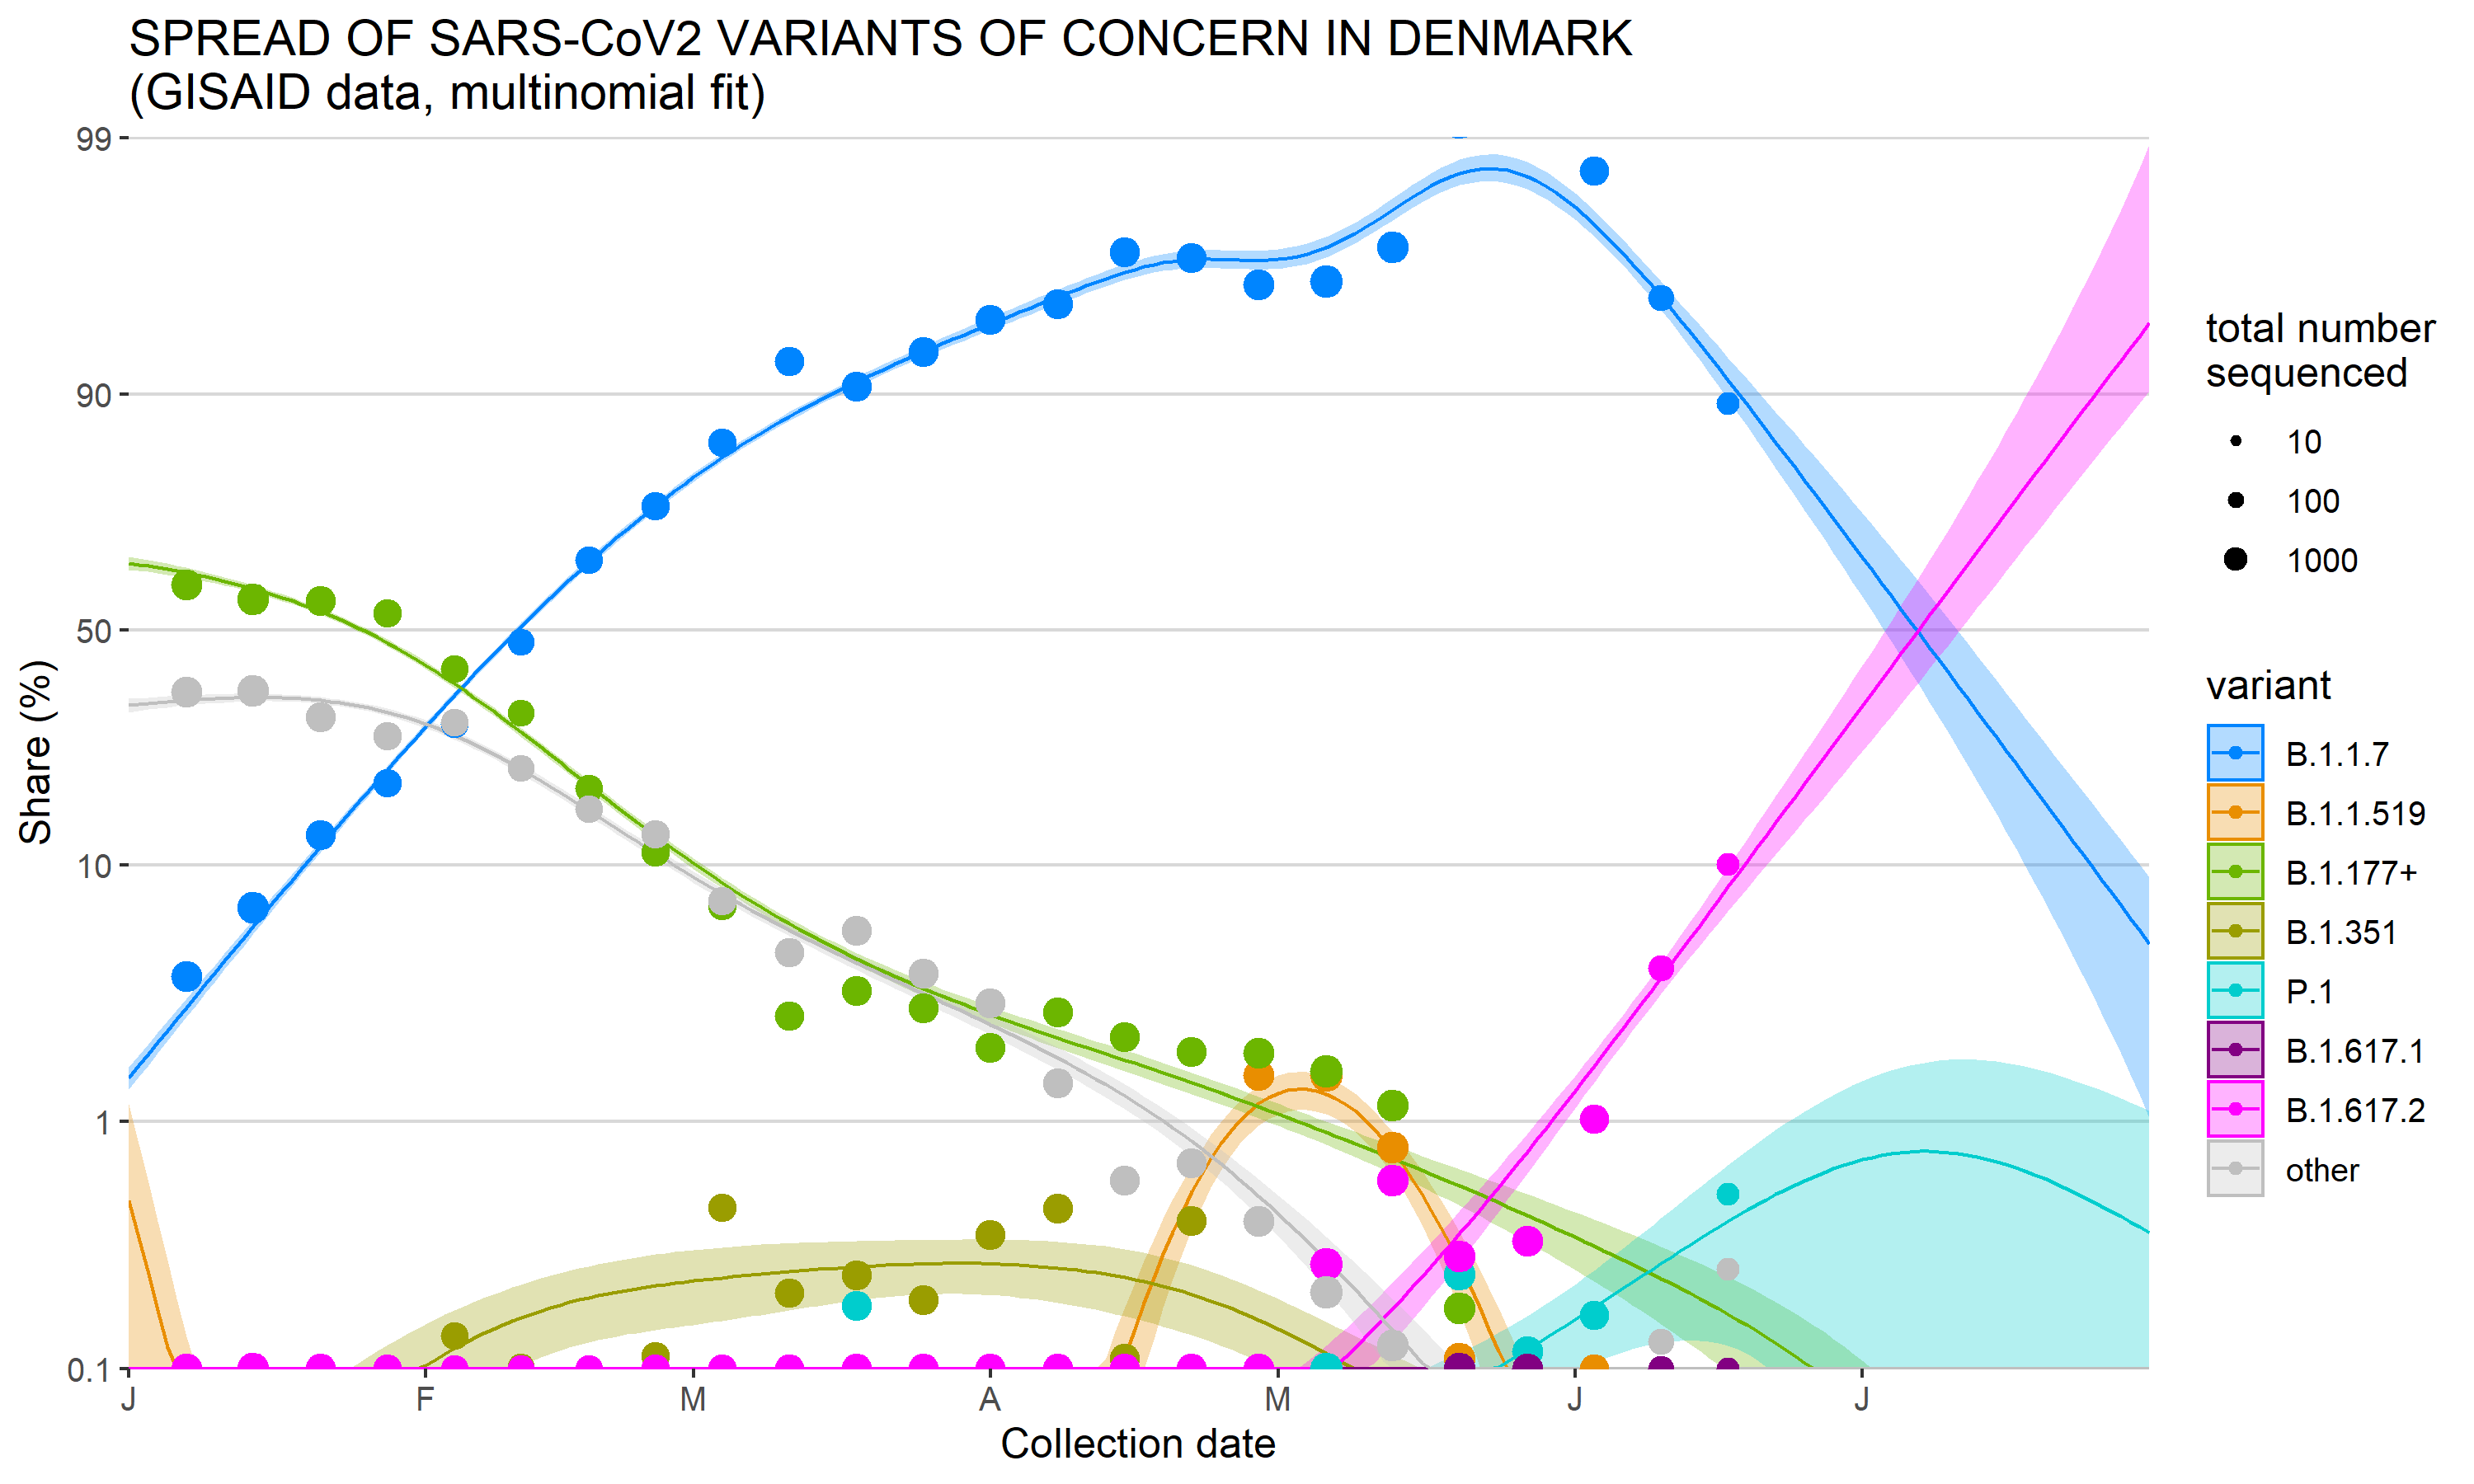 SPREAD OF SARS-CoV2 VARIANTS OF CONCERN IN DENMARK
(GISAID data, multinomial fit)
99
90
50
10
1
0.1
Share (%)
J F M A M J J
Collection date
total number
sequenced
10
100
1000
variant
B.1.1.7
B.1.1.519
B.1.177+
B.1.351
P.1
B.1.617.1
B.1.617.2
other